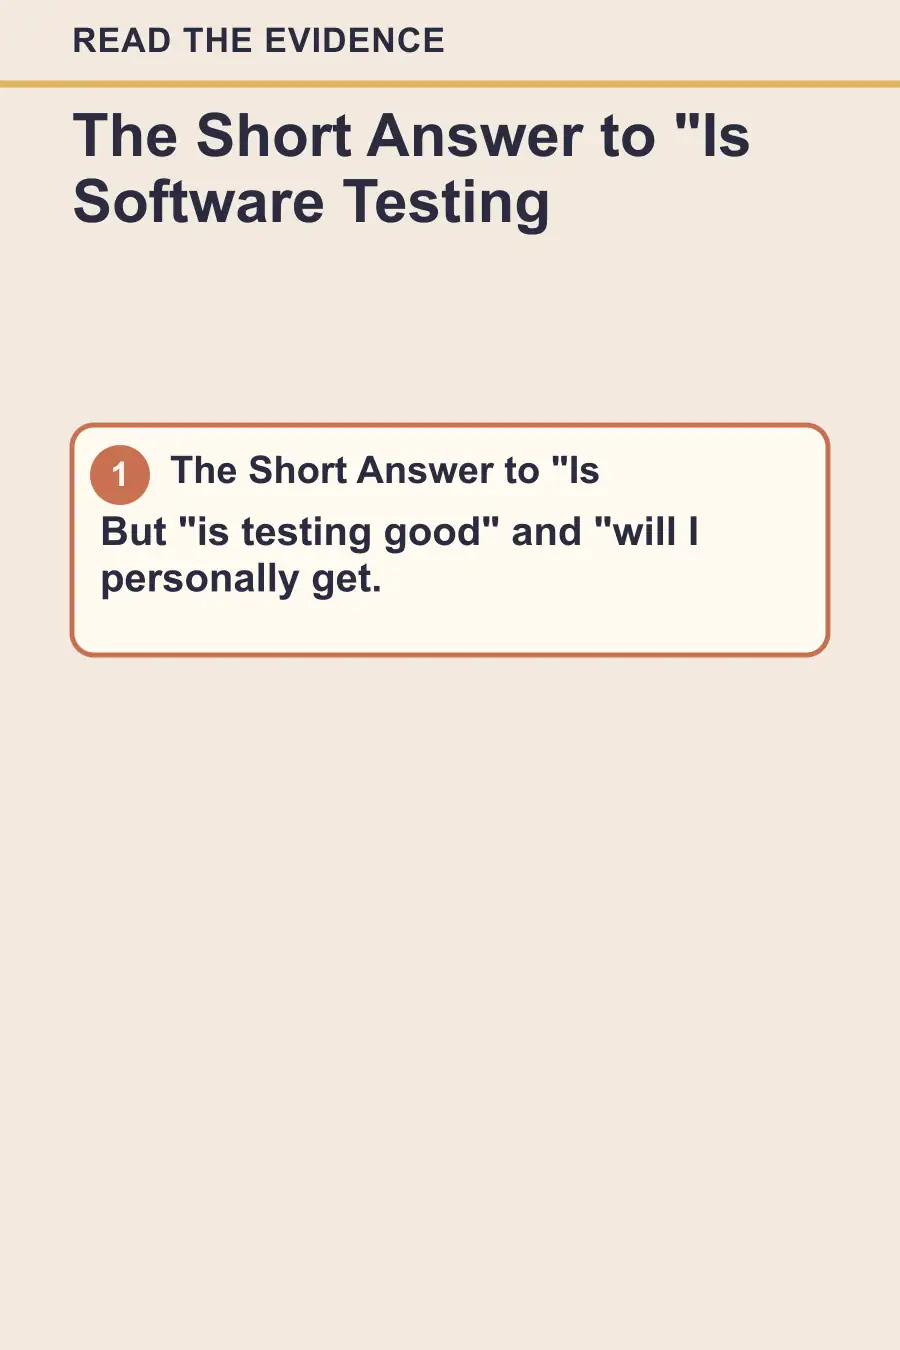 READ THE EVIDENCE
The Short Answer to "Is
Software Testing
1
The Short Answer to "Is
But "is testing good" and "will I
personally get.